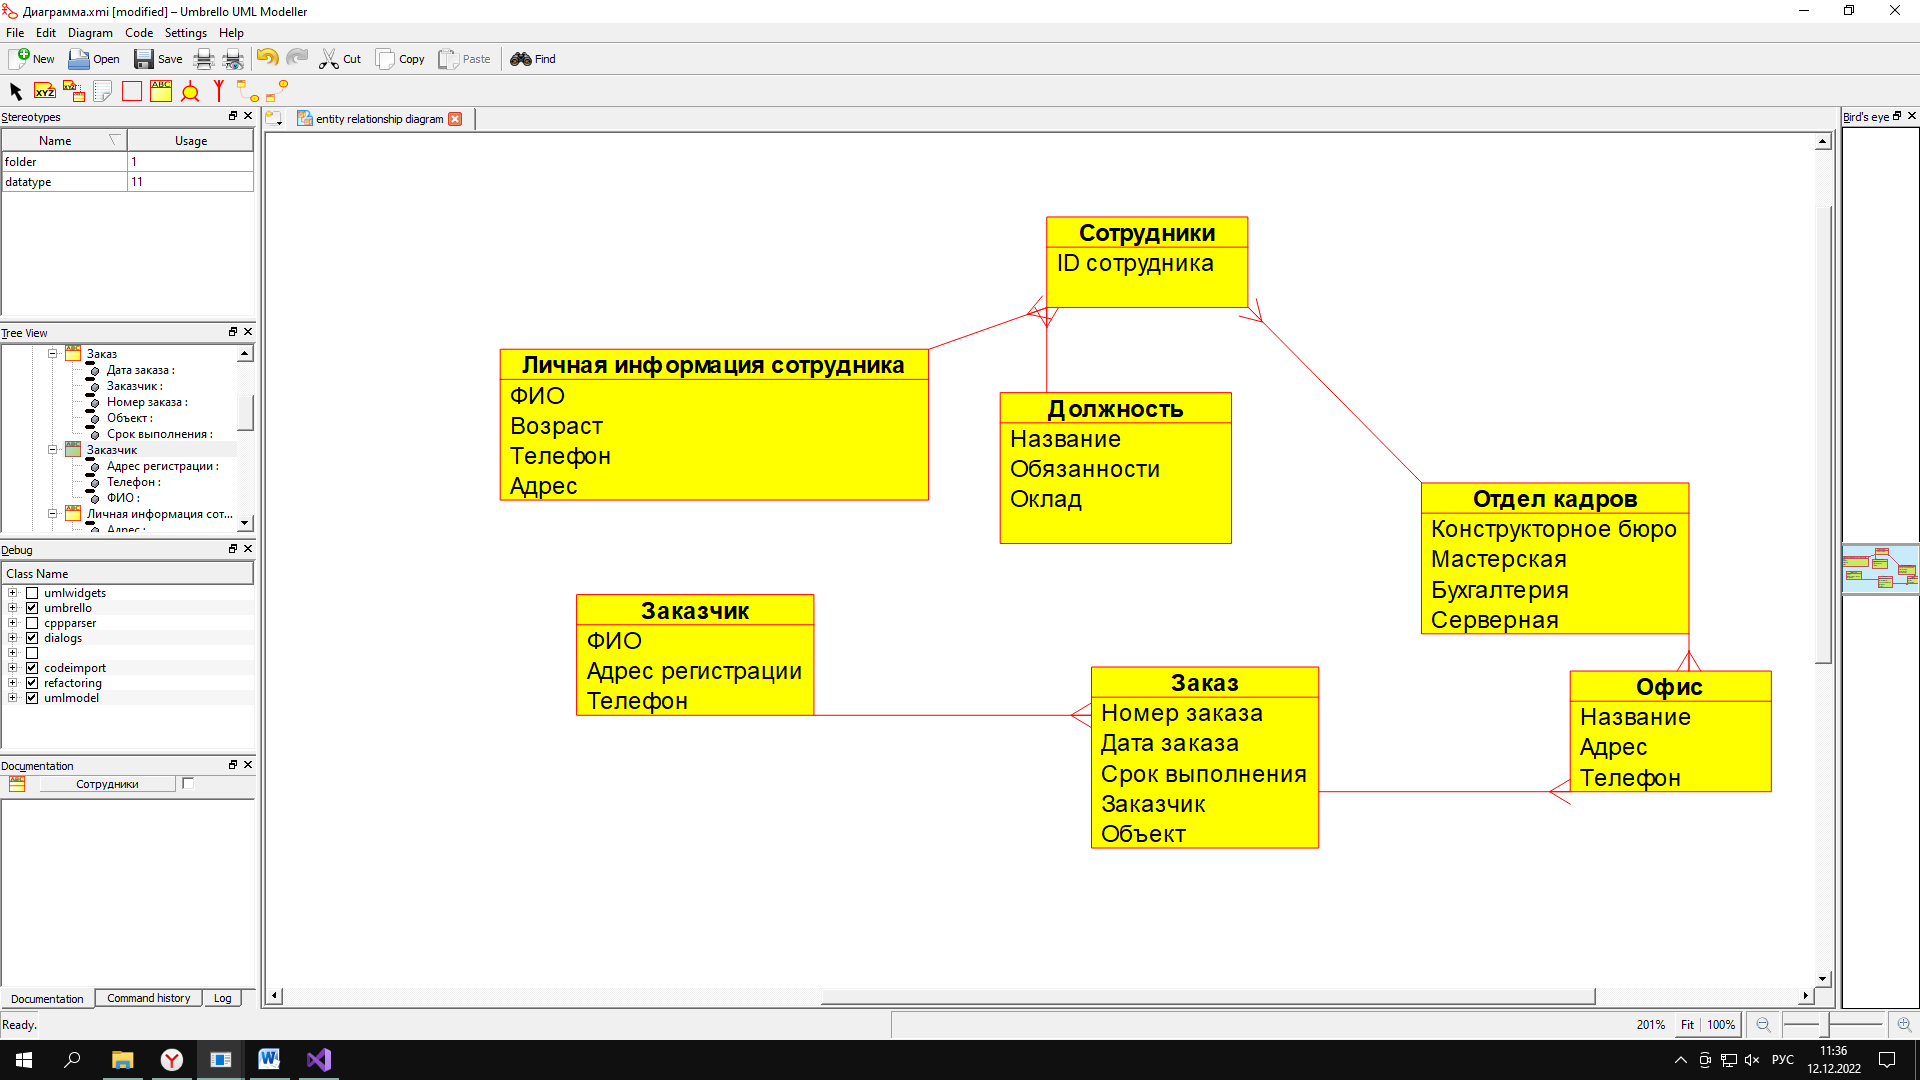 Диаграмма.xmi [modified] – Umbrello UML Modeller
File Edit Diagram Code Settings Help
New Open Save Cut Copy Paste Find
XYZ XYZ ABC
Stereotypes
Name Usage
folder 1
datatype 11
Tree View
Заказ
Дата заказа :
Заказчик :
Номер заказа :
Объект :
Срок выполнения :
Заказчик
Адрес регистрации :
Телефон :
ФИО :
Личная информация сот...
Адрес :
Debug
Class Name
umlwidgets
umbrello
cppparser
dialogs
codeimport
refactoring
umlmodel
Documentation
Сотрудники
Documentation Command history Log
Ready.
entity relationship diagram
Bird's eye
Сотрудники
ID сотрудника
Личная информация сотрудника
ФИО
Возраст
Телефон
Адрес
Должность
Название
Обязанности
Оклад
Отдел кадров
Конструкторное бюро
Мастерская
Бухгалтерия
Серверная
Заказчик
ФИО
Адрес регистрации
Телефон
Заказ
Номер заказа
Дата заказа
Срок выполнения
Заказчик
Объект
Офис
Название
Адрес
Телефон
201% Fit 100%
РУС
11:36
12.12.2022